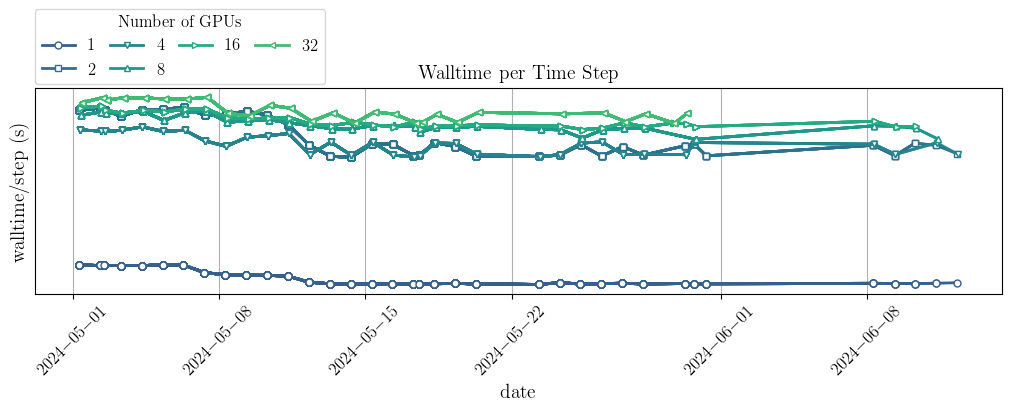 Number of GPUs
1 4 16 32
2 8
Walltime per Time Step
walltime/step (s)
2024−05−01 2024−05−08 2024−05−15 2024−05−22 2024−06−01 2024−06−08
date